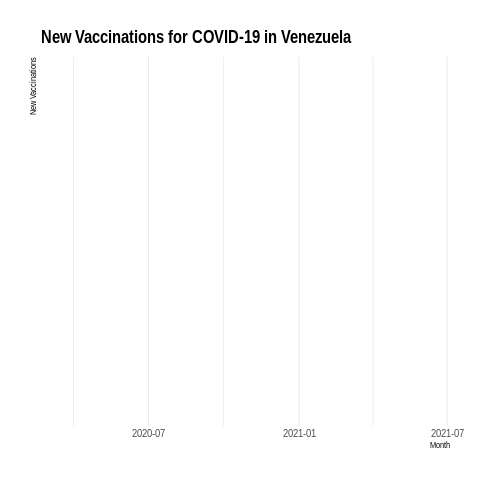 New Vaccinations for COVID-19 in Venezuela
New Vaccinations
2020-07
2021-01
2021-07
Month